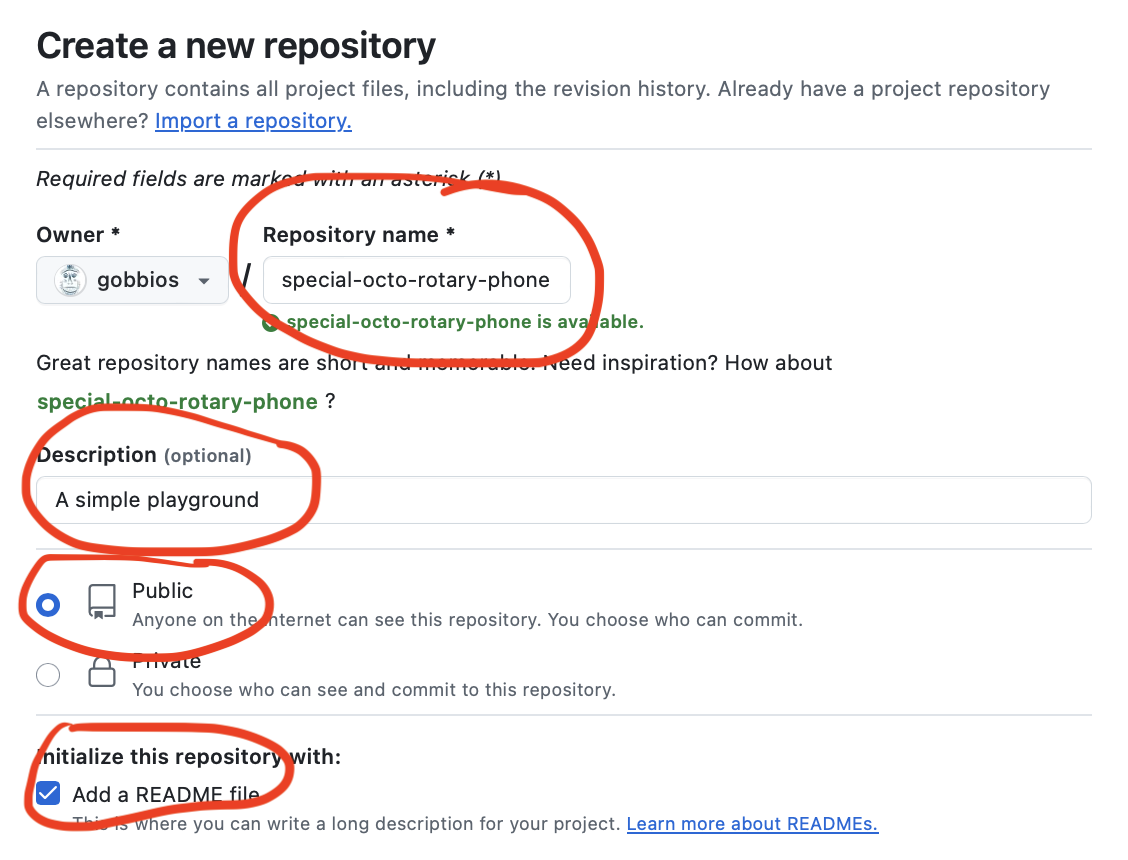 Create a new repository
A repository contains all project files, including the revision history. Already have a project repository
elsewhere? Import a repository.
Required fields are marked with an asterisk (*).
Owner * Repository name *
gobbios / special-octo-rotary-phone
special-octo-rotary-phone is available.
Great repository names are short and memorable. Need inspiration? How about
special-octo-rotary-phone ?
Description (optional)
A simple playground
Public
Anyone on the internet can see this repository. You choose who can commit.
Private
You choose who can see and commit to this repository.
Initialize this repository with:
Add a README file
This is where you can write a long description for your project. Learn more about READMEs.